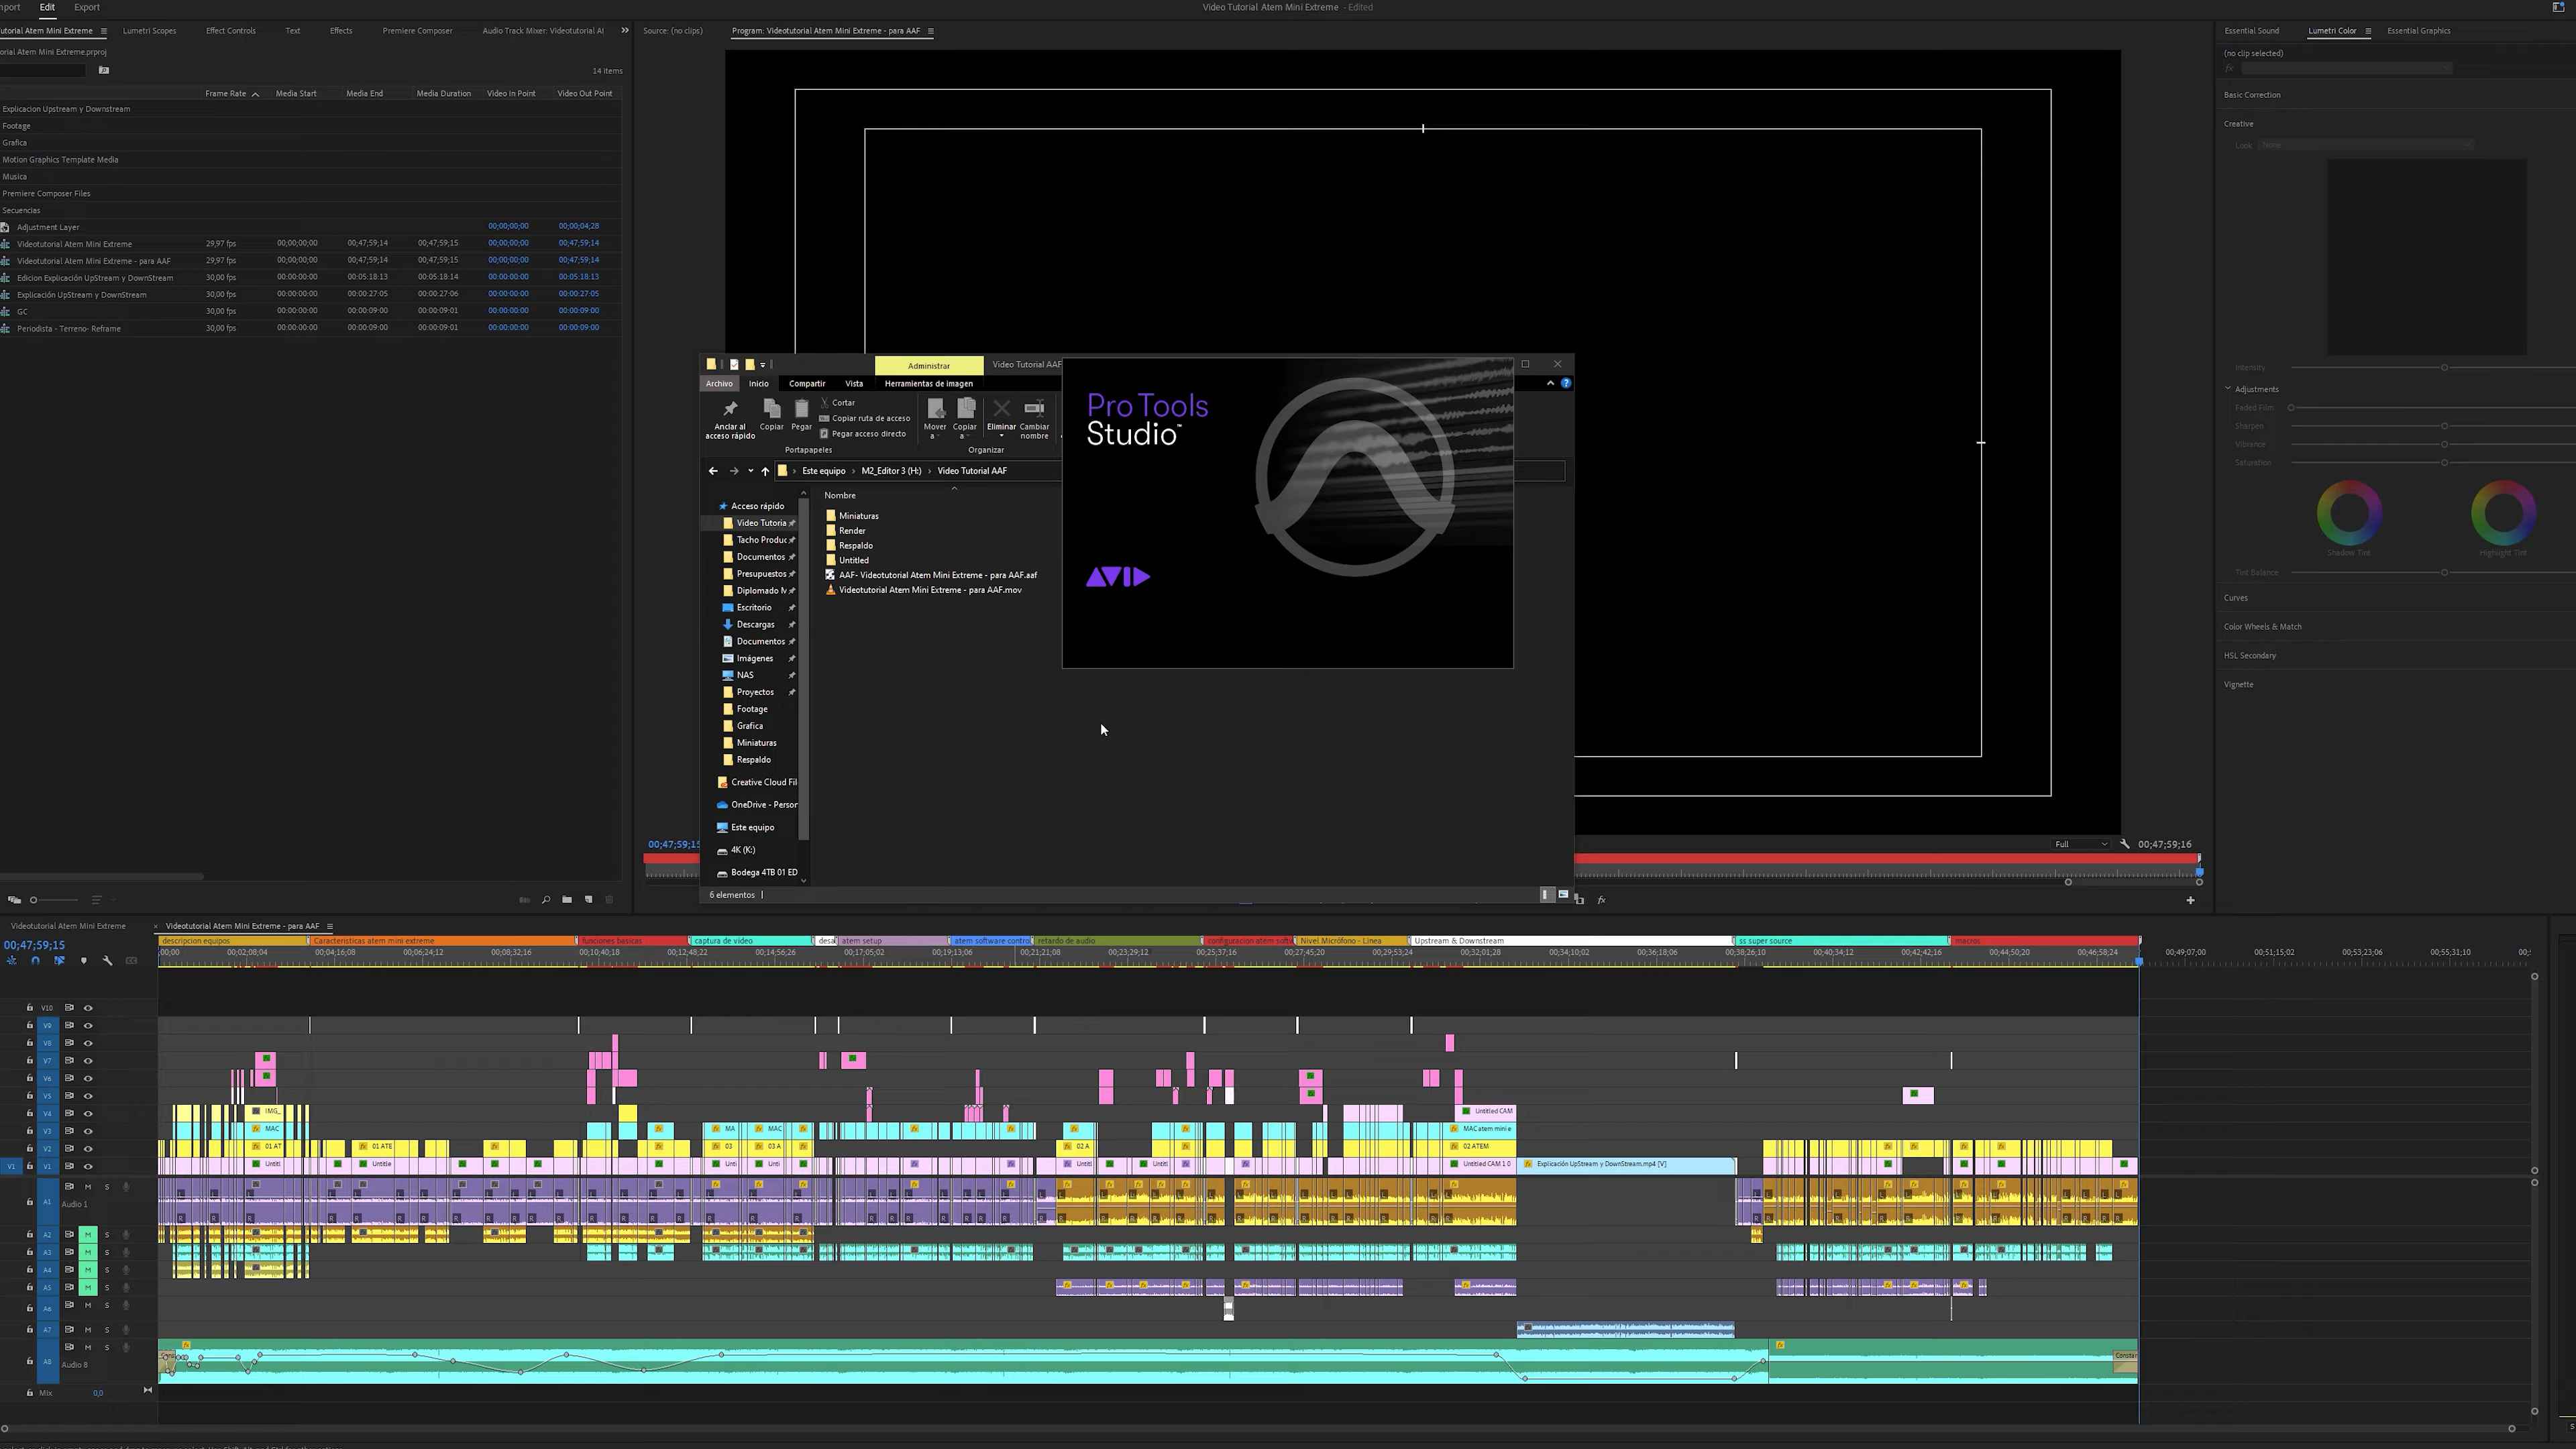 mport Edit Export
Video Tutorial Atem Mini Extreme - Edited
utorial Atem Mini Extreme Lumetri Scopes Effect Controls Text Effects Premiere Composer Audio Track Mixer: Videotutorial At
orial Atem Mini Extreme.prproj
14 Items
Frame Rate Media Start Media End Media Duration Video In Point Video Out Point
Explicacion Upstream y Downstream
Footage
Grafica
Motion Graphics Template Media
Musica
Premiere Composer Files
Secuencias
Adjustment Layer 00;00;00;00 00;00;04;28
Videotutorial Atem Mini Extreme 29,97 fps 00;00;00;00 00;47;59;14 00;47;59;15 00;00;00;00 00;47;59;14
Videotutorial Atem Mini Extreme - para AAF 29,97 fps 00;00;00;00 00;47;59;14 00;47;59;15 00;00;00;00 00;47;59;14
Edicion Explicación UpStream y DownStream 30,00 fps 00:00:00:00 00:05:18:13 00:05:18:14 00:00:00:00 00:05:18:13
Explicación UpStream y DownStream 30,00 fps 00:00:00:00 00:00:27:05 00:00:27:06 00:00:00:00 00:00:27:05
GC 30,00 fps 00:00:00:00 00:00:09:00 00:00:09:01 00:00:00:00 00:00:09:00
Periodista - Terreno- Reframe 30,00 fps 00:00:00:00 00:00:09:00 00:00:09:01 00:00:00:00 00:00:09:00
Source: (no clips) Program: Videotutorial Atem Mini Extreme - para AAF
Administrar Video Tutorial AAF
Archivo Inicio Compartir Vista Herramientas de imagen
Anclar al acceso rápido
Copiar
Pegar
Cortar
Copiar ruta de acceso
Pegar acceso directo
Mover a
Copiar a
Eliminar
Cambiar nombre
Portapapeles Organizar
Este equipo M2_Editor 3 (H:) Video Tutorial AAF
Acceso rápido
Video Tutoria
Tacho Produc
Documentos
Presupuestos
Diplomado M
Escritorio
Descargas
Documentos
Imágenes
NAS
Proyectos
Footage
Grafica
Miniaturas
Respaldo
Creative Cloud Fil
OneDrive - Person
Este equipo
4K (K:)
Bodega 4TB 01 ED
6 elementos
Nombre
Miniaturas
Render
Respaldo
Untitled
AAF- Videotutorial Atem Mini Extreme - para AAF.aaf
Videotutorial Atem Mini Extreme - para AAF.mov
Pro Tools
Studio™
AVID
00;47;59;15
Full 00;47;59;16
Essential Sound Lumetri Color Essential Graphics
(no clip selected)
fx
Basic Correction
Creative
Look None
Intensity
Adjustments
Faded Film
Sharpen
Vibrance
Saturation
Shadow Tint Highlight Tint
Tint Balance
Curves
Color Wheels & Match
HSL Secondary
Vignette
Videotutorial Atem Mini Extreme Videotutorial Atem Mini Extreme - para AAF
00;47;59;15
descripcion equipos Caracteristicas atem mini extreme funciones basicas captura de video desa atem setup atem software contro retardo de audio configuracion atem softw Nivel Micrófono - Linea Upstream & Downstream ss super source macros
;00;00 00;02;08;04 00;04;16;08 00;06;24;12 00;08;32;16 00;10;40;18 00;12;48;22 00;14;56;26 00;17;05;02 00;19;13;06 00;21;21;08 00;23;29;12 00;25;37;16 00;27;45;20 00;29;53;24 00;32;01;28 00;34;10;02 00;36;18;06 00;38;26;10 00;40;34;12 00;42;42;16 00;44;50;20 00;46;58;24 00;49;07;00 00;51;15;02 00;53;23;06 00;55;31;10
V10
V9
V8
V7
V6
V5
V4 IMG_ Untitled CAM
V3 MAC MA MAC MAC atem mini e
V2 01 AT 01 ATE 03 03 A 02 A 02 ATEM
V1 V1 Untiti Untitle Unti Unti Untiti Untitled CAM 1 0 Explicación UpStream y DownStream.mp4 [V]
A1 M S
Audio 1
A2 M S
A3 M S
A4 M S
A5 M S
A6 M S
A7 M S
A8 M S
Audio 8 Constan
Mix 0,0